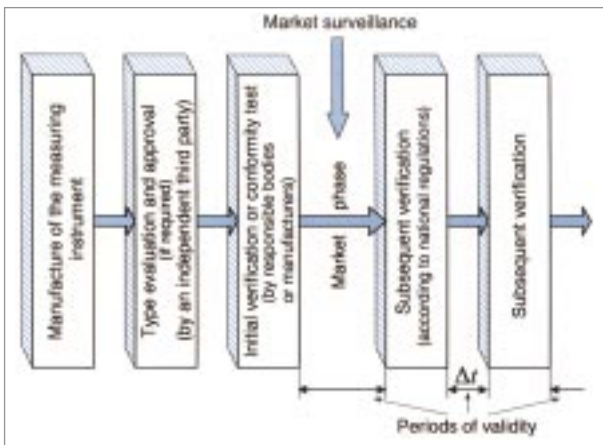 Market surveillance
Manufacture of the measuring
instrument
Type evaluation and approval
(if required)
(by an independent third party)
Initial verification or conformity test
(by responsible bodies
or manufacturers)
Market phase
Subsequent verification
(according to national regulations)
Subsequent verification
Δt
Periods of validity